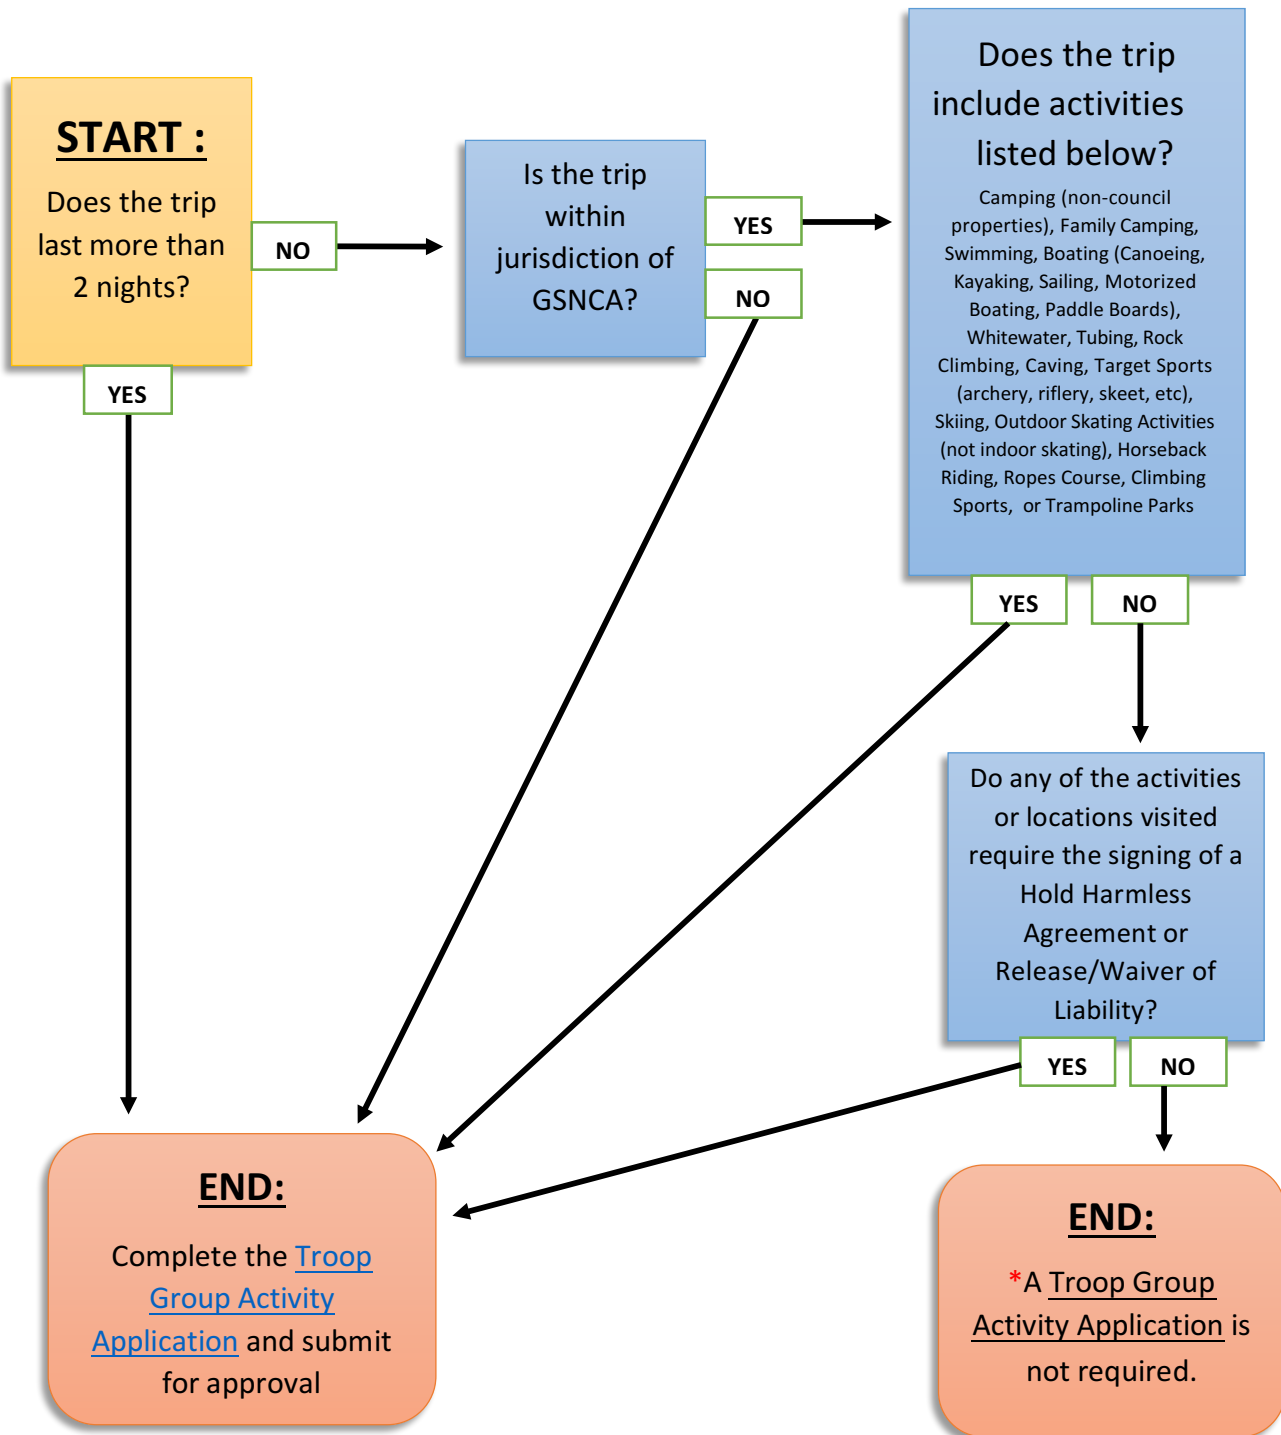 START :
Does the trip
last more than
2 nights?
NO
YES
Is the trip
within
jurisdiction of
GSNCA?
YES
NO
Does the trip
include activities
listed below?
Camping (non-council
properties), Family Camping,
Swimming, Boating (Canoeing,
Kayaking, Sailing, Motorized
Boating, Paddle Boards),
Whitewater, Tubing, Rock
Climbing, Caving, Target Sports
(archery, riflery, skeet, etc),
Skiing, Outdoor Skating Activities
(not indoor skating), Horseback
Riding, Ropes Course, Climbing
Sports, or Trampoline Parks
YES
NO
Do any of the activities
or locations visited
require the signing of a
Hold Harmless
Agreement or
Release/Waiver of
Liability?
YES
NO
END:
Complete the Troop
Group Activity
Application and submit
for approval
END:
*A Troop Group
Activity Application is
not required.